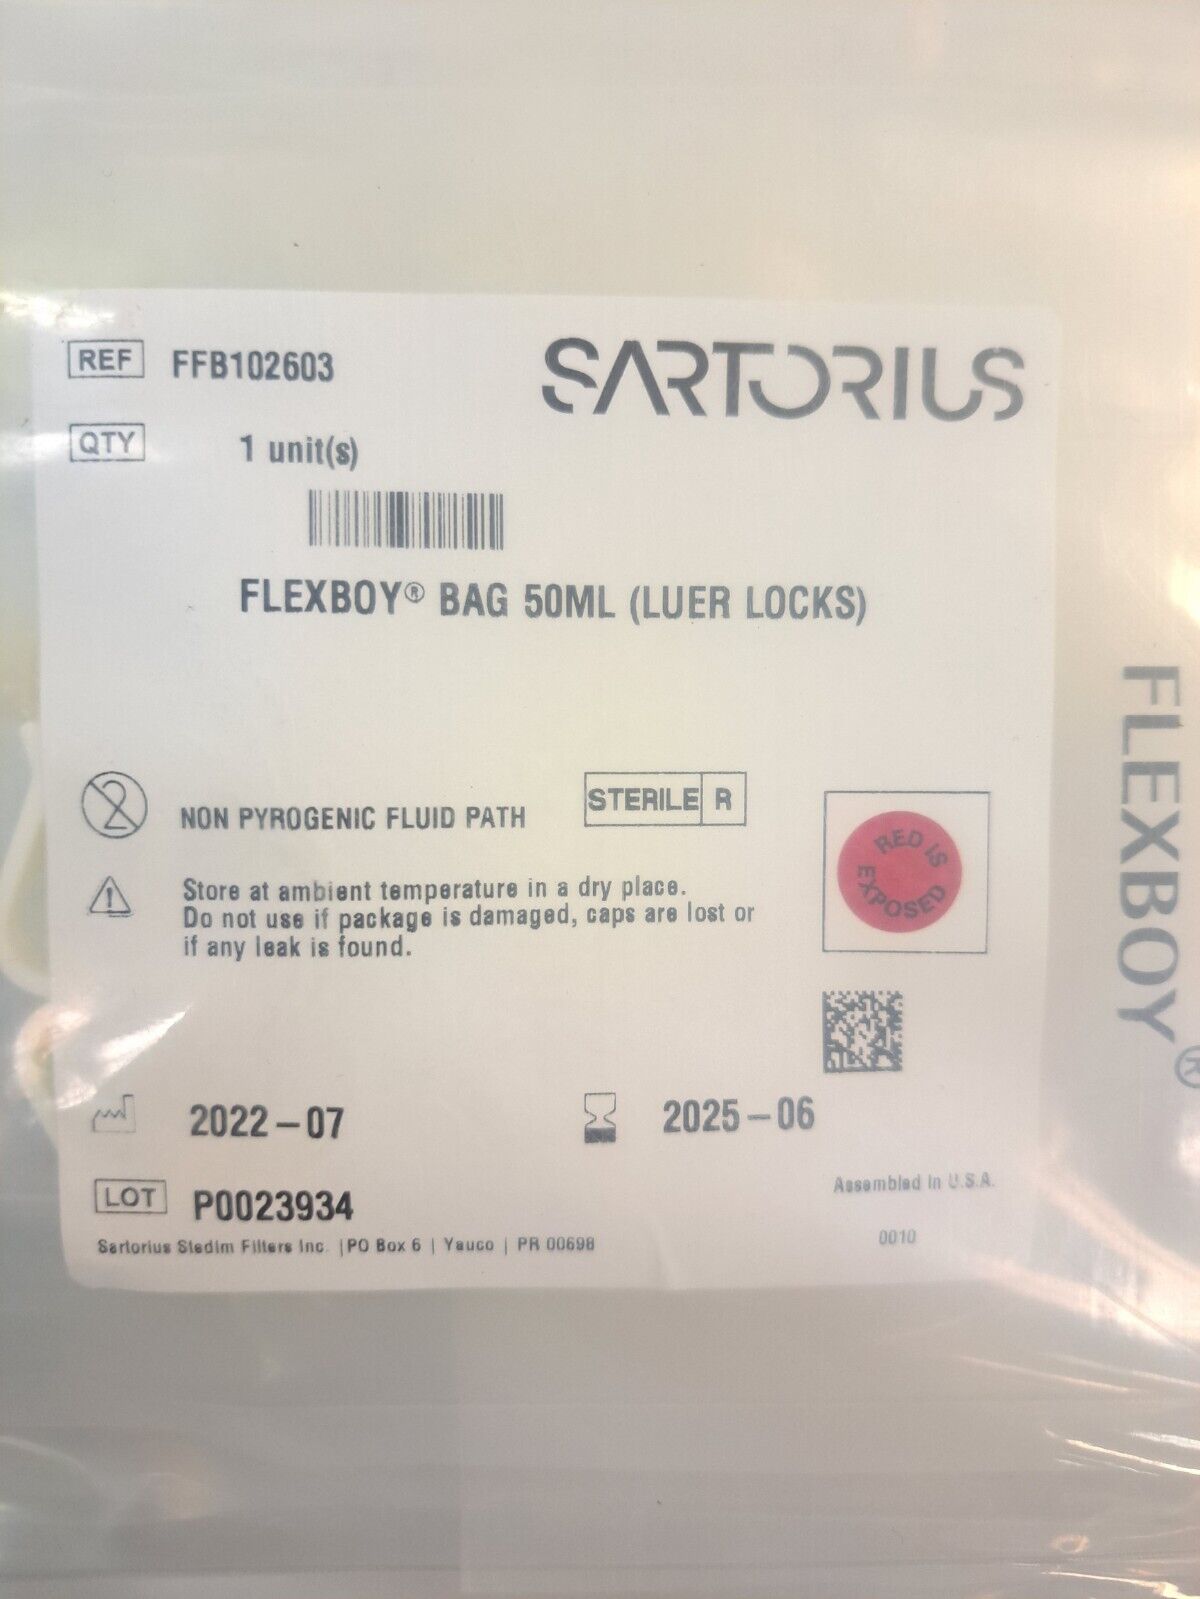 REF FFB102603
SARTORIUS
QTY 1 unit(s)
FLEXBOY® BAG 50ML (LUER LOCKS)
2 NON PYROGENIC FLUID PATH
STERILE R
RED IS
EXPOSED
Store at ambient temperature in a dry place.
Do not use if package is damaged, caps are lost or
if any leak is found.
2022-07
2025-06
LOT P0023934
Assembled in U.S.A.
Sartorius Stedim Filters Inc. | PO Box 6 | Yauco | PR 00698
0010
FLEXBOY®